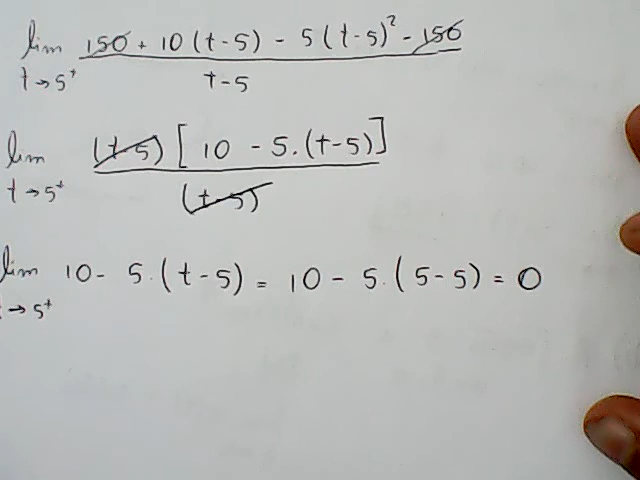 lim 150 + 10 (t-5) - 5 (t-5)² - 150
t→5⁺ t-5
lim (t-5) [10 - 5.(t-5)]
t→5⁺ (t-5)
lim 10 - 5.(t-5) = 10 - 5.(5-5) = 0
t→5⁺